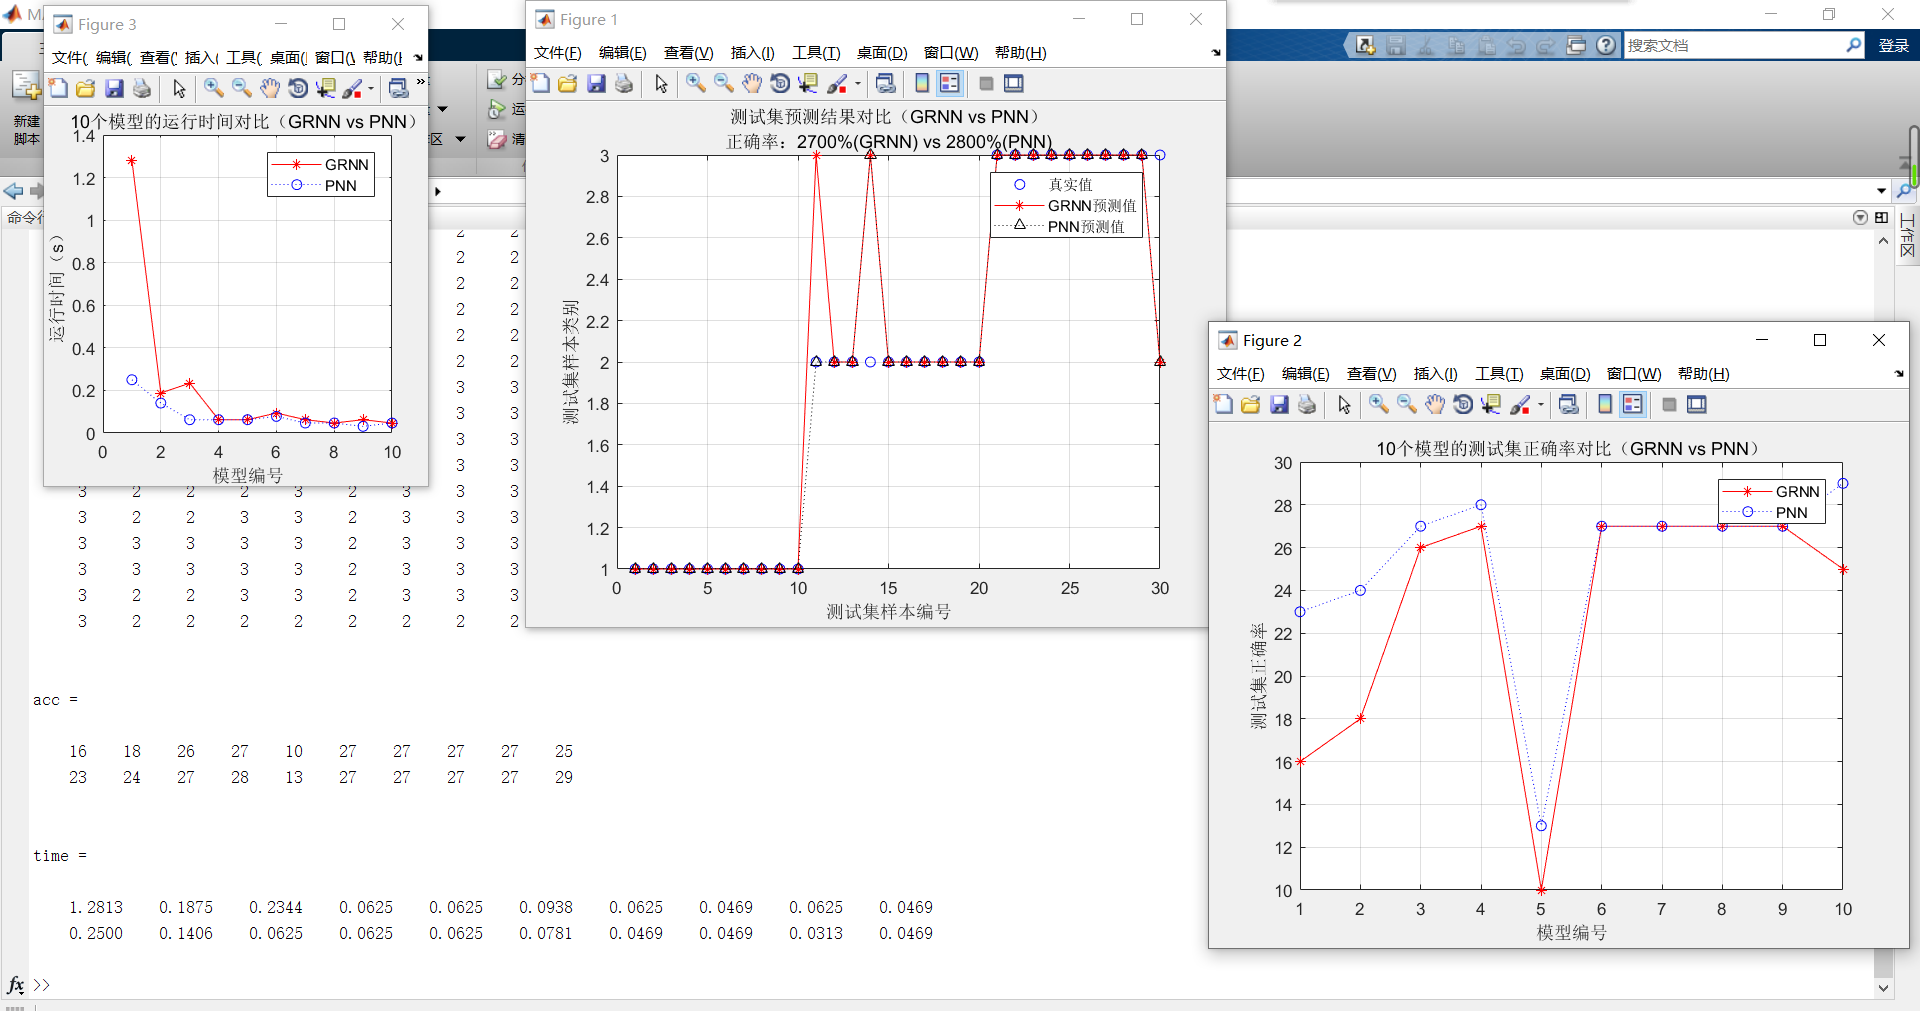 Figure 3
文件( 编辑( 查看(' 插入( 工具( 桌面( 窗口(\ 帮助(H
10个模型的运行时间对比（GRNN vs PNN）
1.4
1.2
1
0.8
0.6
0.4
0.2
0
0 2 4 6 8 10
运行时间（s）
模型编号
GRNN
PNN
新建
脚本
命令行
Figure 1
文件(F) 编辑(E) 查看(V) 插入(I) 工具(T) 桌面(D) 窗口(W) 帮助(H)
测试集预测结果对比（GRNN vs PNN）
正确率：2700%(GRNN) vs 2800%(PNN)
3
2.8
2.6
2.4
2.2
2
1.8
1.6
1.4
1.2
1
0 5 10 15 20 25 30
测试集样本类别
测试集样本编号
真实值
GRNN预测值
PNN预测值
搜索文档
登录
工作区
Figure 2
文件(F) 编辑(E) 查看(V) 插入(I) 工具(T) 桌面(D) 窗口(W) 帮助(H)
10个模型的测试集正确率对比（GRNN vs PNN）
30
28
26
24
22
20
18
16
14
12
10
1 2 3 4 5 6 7 8 9 10
测试集正确率
模型编号
GRNN
PNN
2 2
2 2
2 2
2 2
2 2
2 2
3 3
3 3
3 3
3 3
3 2 2 2 3 2 3 3 3
3 2 2 3 3 2 3 3 3
3 3 3 3 3 2 3 3 3
3 3 3 3 3 2 3 3 3
3 2 2 3 3 2 3 3 3
3 2 2 2 2 2 2 2 2
acc =
16 18 26 27 10 27 27 27 27 25
23 24 27 28 13 27 27 27 27 29
time =
1.2813 0.1875 0.2344 0.0625 0.0625 0.0938 0.0625 0.0469 0.0625 0.0469
0.2500 0.1406 0.0625 0.0625 0.0625 0.0781 0.0469 0.0469 0.0313 0.0469
fx >>